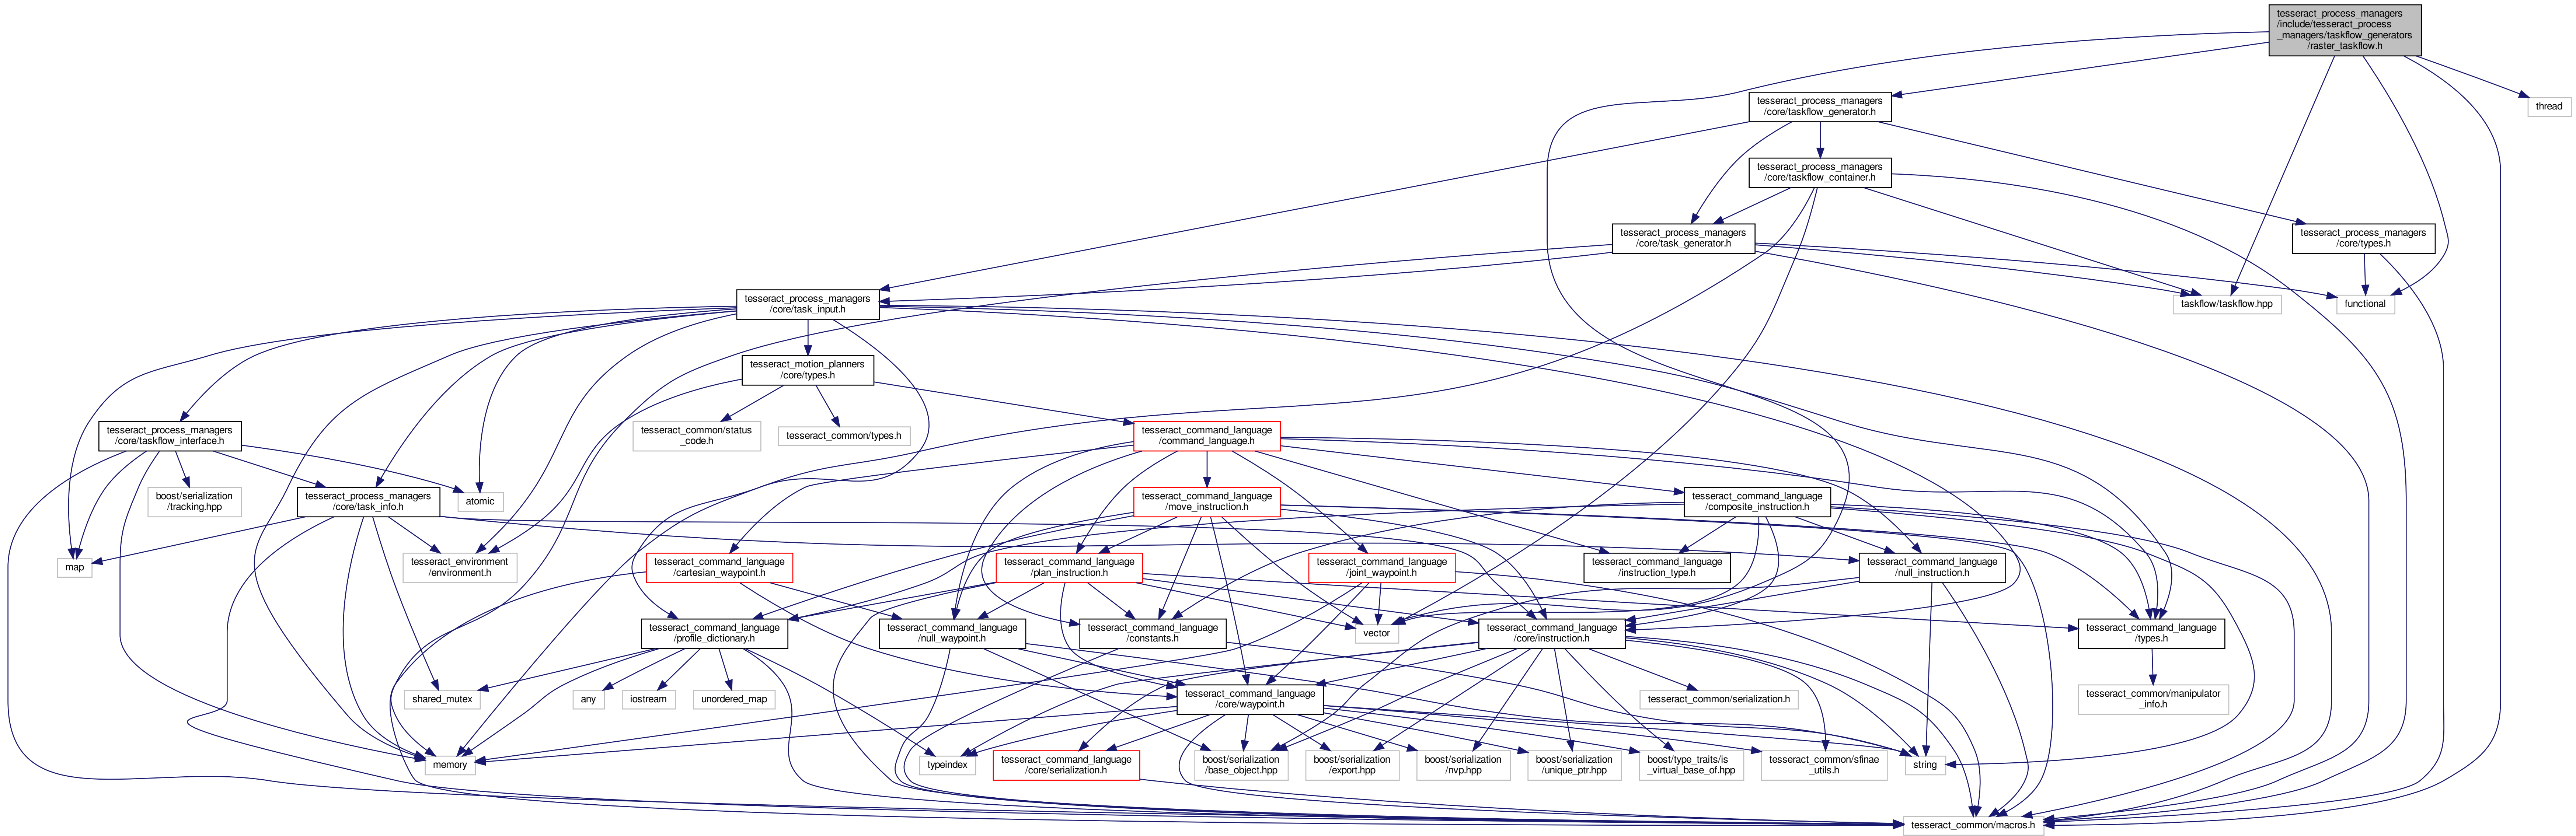 tesseract_process_managers
/include/tesseract_process
_managers/taskflow_generators
/raster_taskflow.h
tesseract_process_managers
/core/taskflow_generator.h
thread
tesseract_process_managers
/core/taskflow_container.h
tesseract_process_managers
/core/task_generator.h
tesseract_process_managers
/core/types.h
tesseract_process_managers
/core/task_input.h
taskflow/taskflow.hpp
functional
tesseract_motion_planners
/core/types.h
tesseract_process_managers
/core/taskflow_interface.h
tesseract_common/status
_code.h
tesseract_common/types.h
tesseract_command_language
/command_language.h
boost/serialization
/tracking.hpp
tesseract_process_managers
/core/task_info.h
atomic
tesseract_command_language
/move_instruction.h
tesseract_command_language
/composite_instruction.h
map
tesseract_environment
/environment.h
tesseract_command_language
/cartesian_waypoint.h
tesseract_command_language
/plan_instruction.h
tesseract_command_language
/joint_waypoint.h
tesseract_command_language
/instruction_type.h
tesseract_command_language
/null_instruction.h
tesseract_command_language
/profile_dictionary.h
tesseract_command_language
/null_waypoint.h
tesseract_command_language
/constants.h
vector
tesseract_command_language
/core/instruction.h
tesseract_command_language
/types.h
shared_mutex
any
iostream
unordered_map
tesseract_command_language
/core/waypoint.h
tesseract_common/serialization.h
tesseract_common/manipulator
_info.h
memory
typeindex
tesseract_command_language
/core/serialization.h
boost/serialization
/base_object.hpp
boost/serialization
/export.hpp
boost/serialization
/nvp.hpp
boost/serialization
/unique_ptr.hpp
boost/type_traits/is
_virtual_base_of.hpp
tesseract_common/sfinae
_utils.h
string
tesseract_common/macros.h